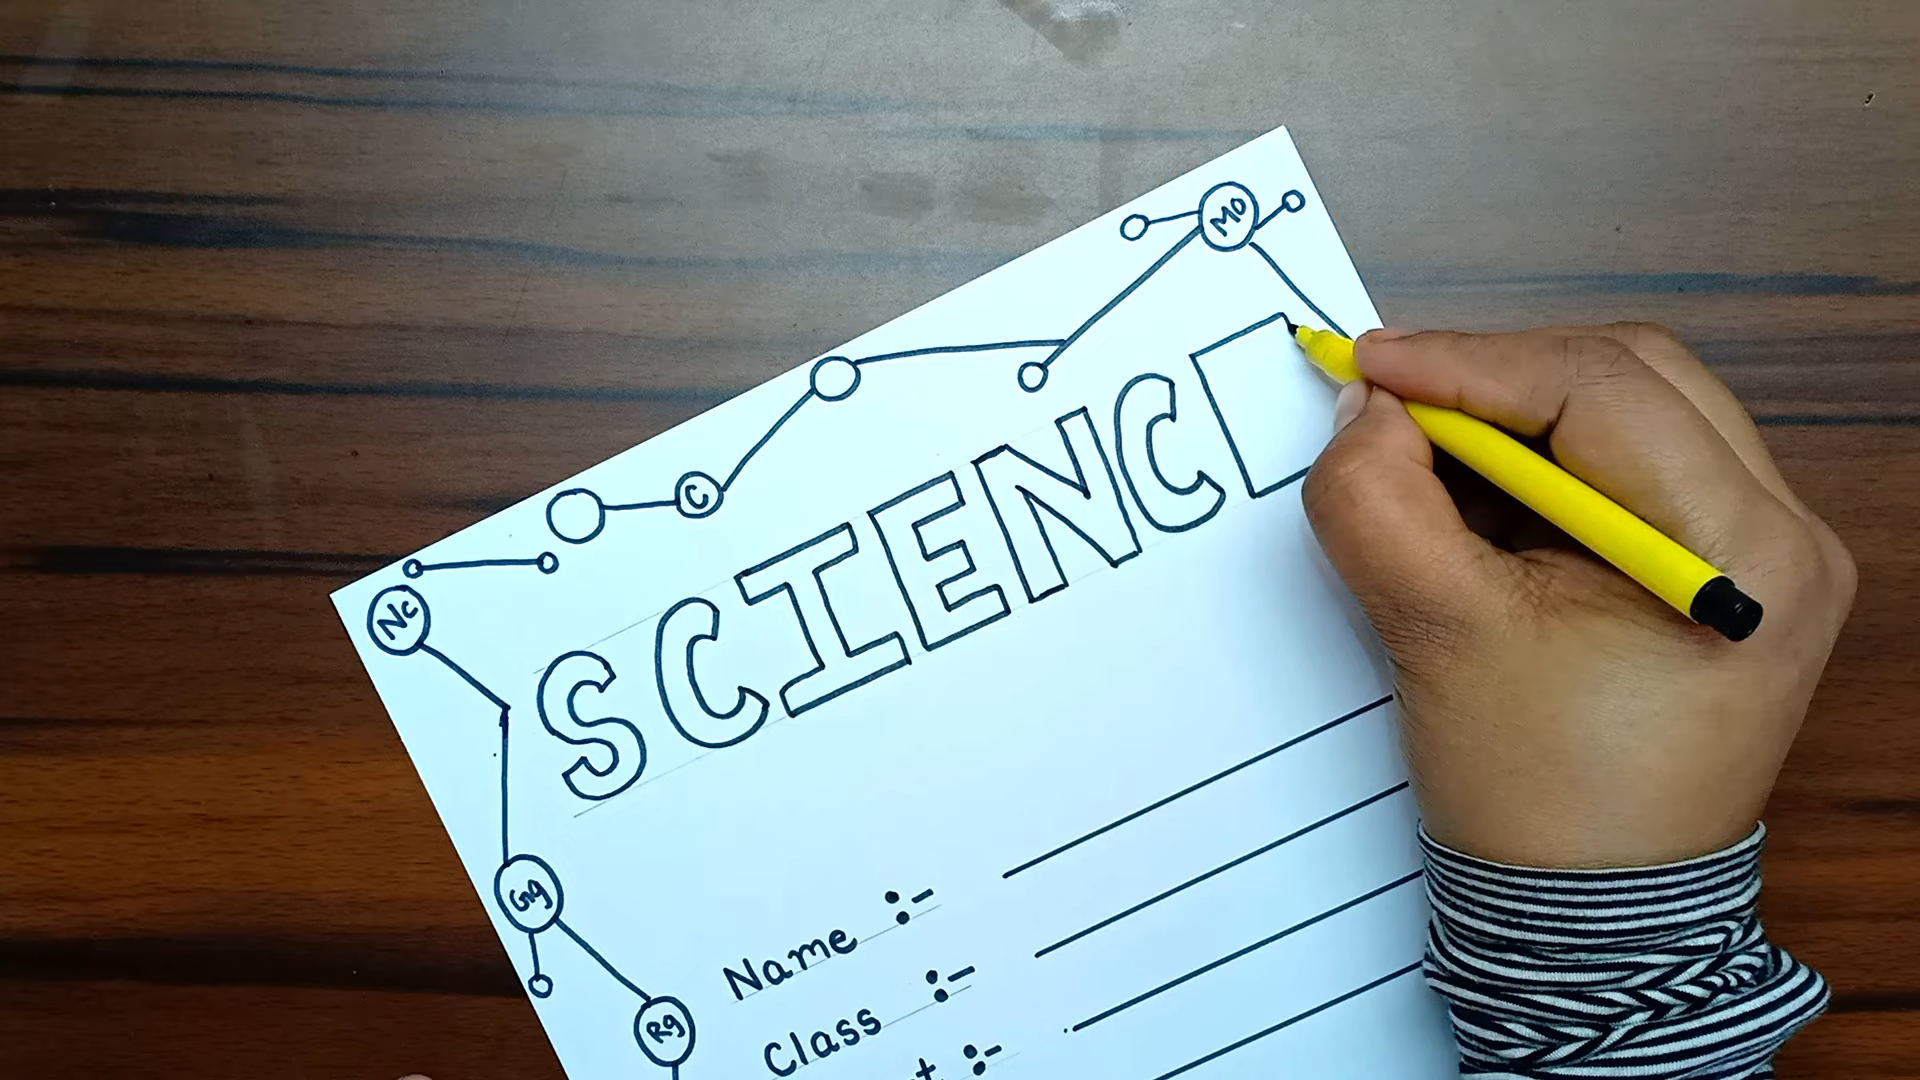 Mo
C
Nc
SCIENC
Gg
Rg
Name :-
Class :-
t :-